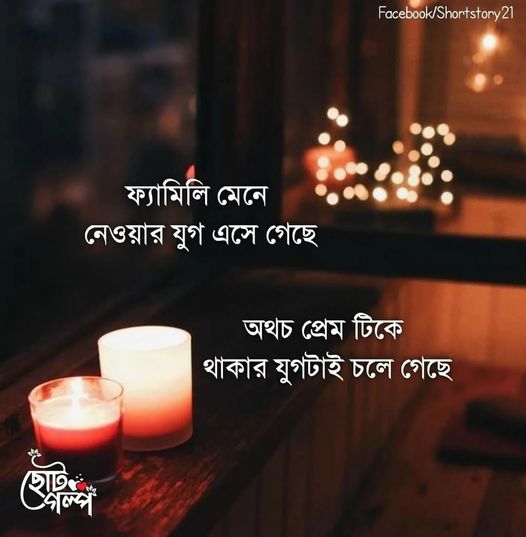 Facebook/Shortstory21
ফ্যামিলি মেনে
নেওয়ার যুগ এসে গেছে
অথচ প্রেম টিকে
থাকার যুগটাই চলে গেছে
ছোট
গল্প